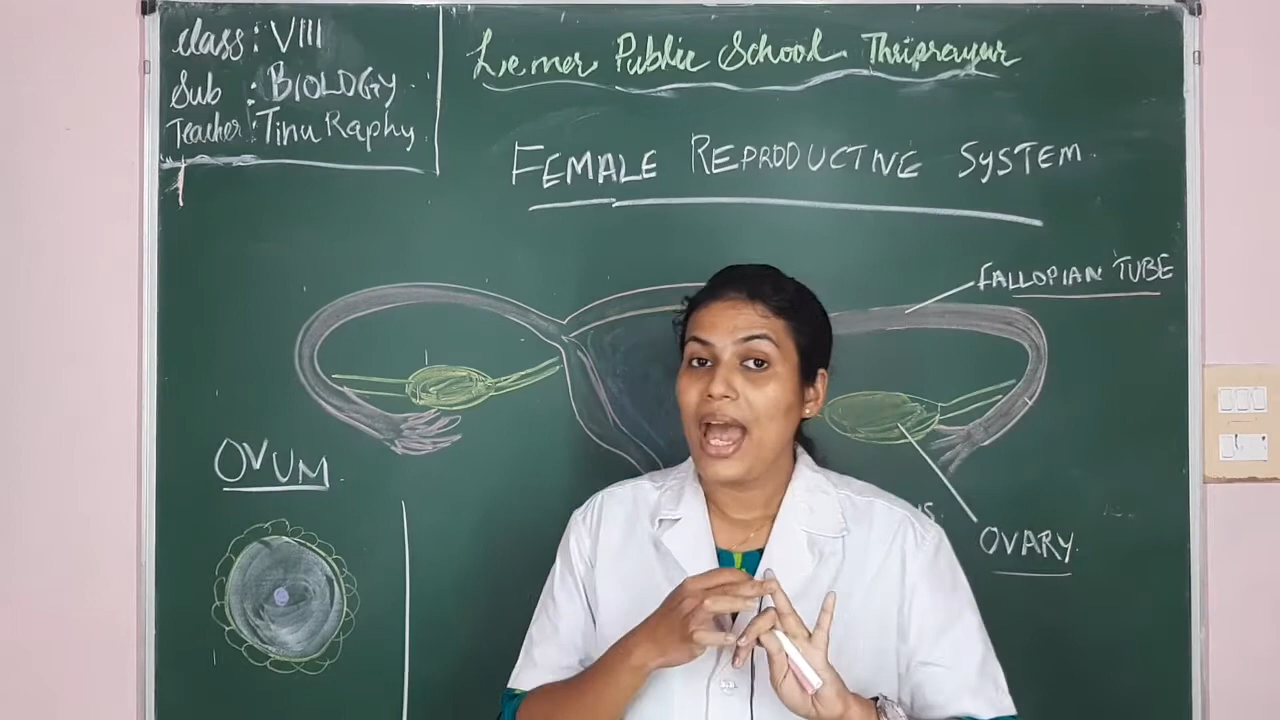 Class : VIII
Sub : BIOLOGY
Teacher : Tinu Raphy
Lemer Public School Thriprayar
FEMALE REPRODUCTIVE SYSTEM
FALLOPIAN TUBE
OVUM
OVARY